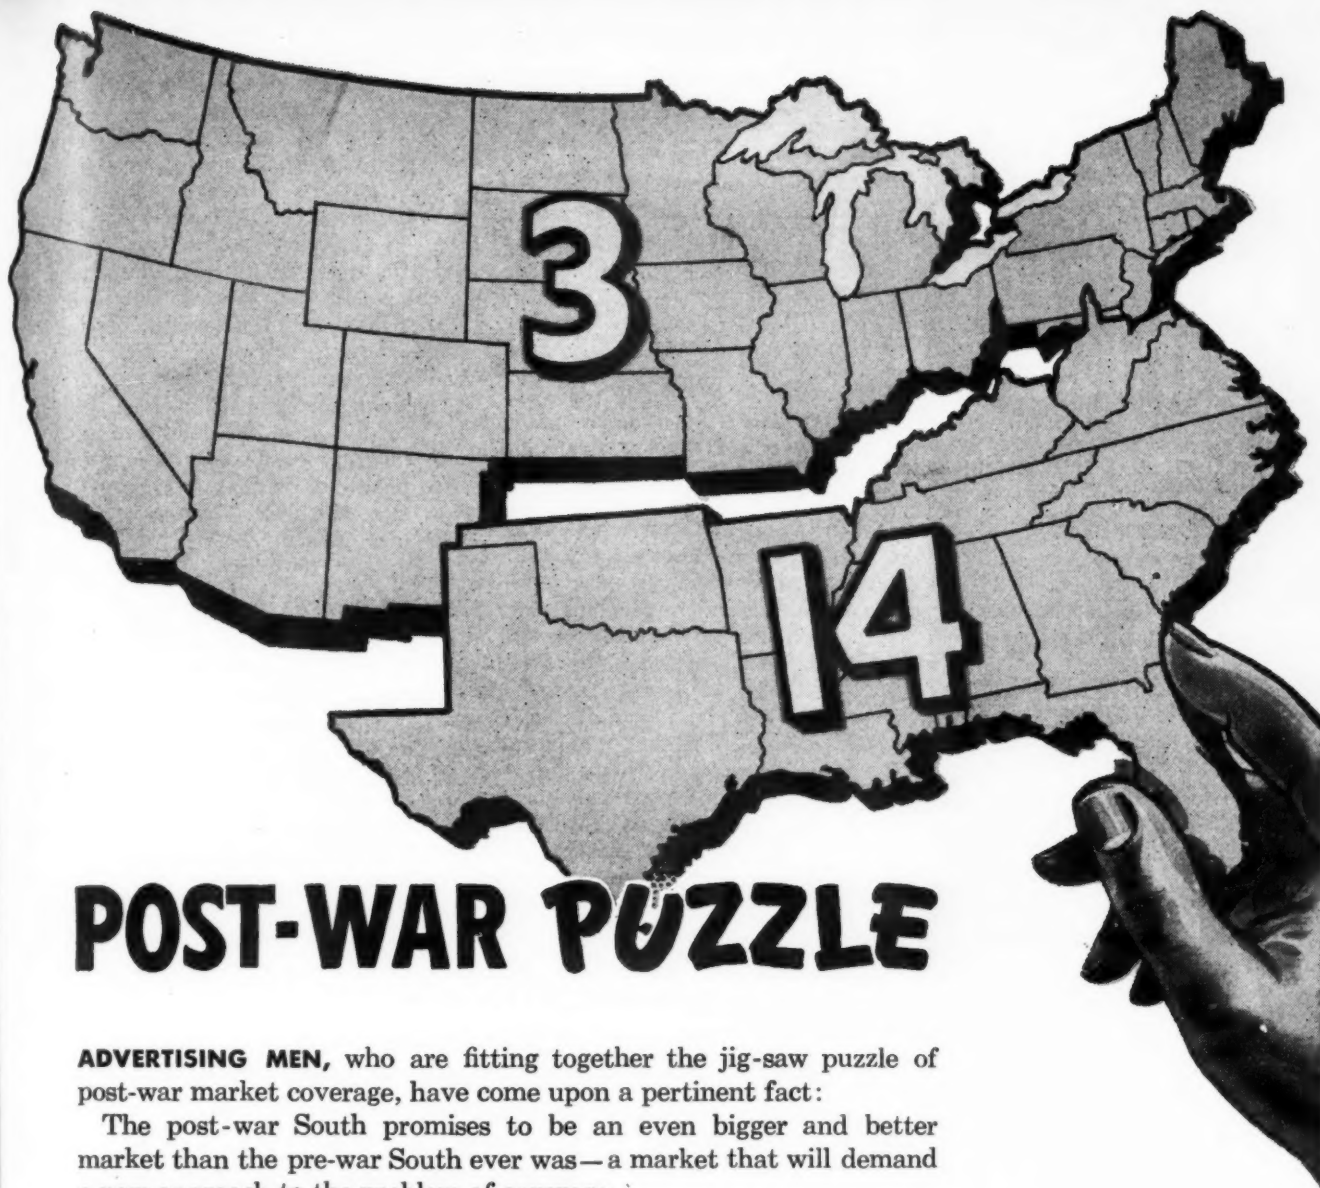 3
14
POST-WAR PUZZLE
ADVERTISING MEN, who are fitting together the jig-saw puzzle of
post-war market coverage, have come upon a pertinent fact:
The post-war South promises to be an even bigger and better
market than the pre-war South ever was—a market that will demand